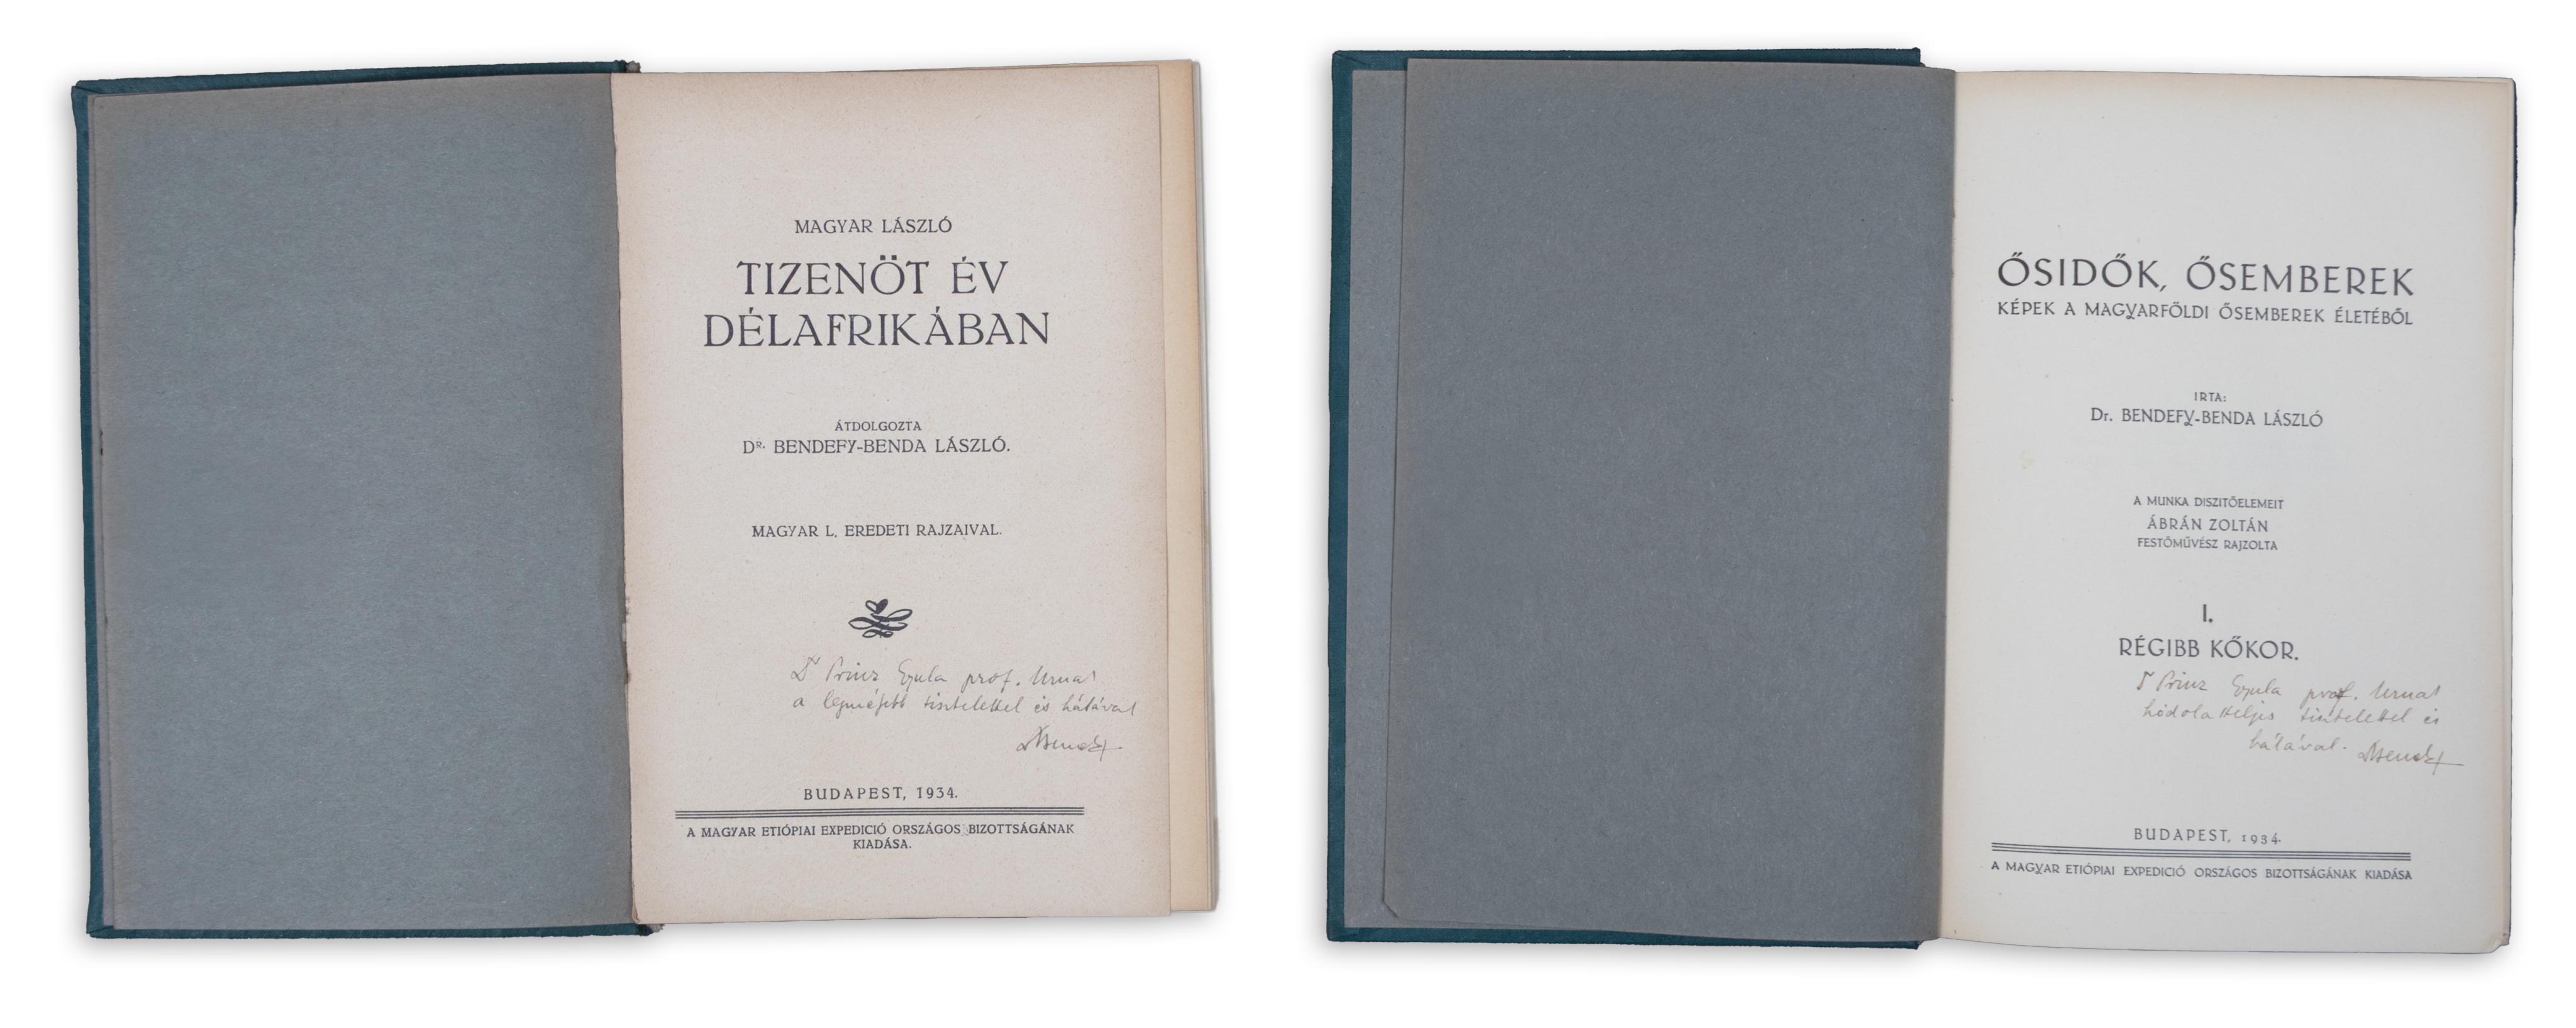 MAGYAR LÁSZLÓ
TIZENÖT ÉV
DÉLAFRIKÁBAN
ÁTDOLGOZTA
DR. BENDEFY-BENDA LÁSZLÓ.
MAGYAR L. EREDETI RAJZAIVAL.
Dr Prinz Gyula prof. Urnak
a legmélyebb tisztelettel és hálával
BUDAPEST, 1934.
A MAGYAR ETIÓPIAI EXPEDICIÓ ORSZÁGOS BIZOTTSÁGÁNAK
KIADÁSA.
ŐSIDŐK, ŐSEMBEREK
KÉPEK A MAGYARFÖLDI ŐSEMBEREK ÉLETÉBŐL
IRTA:
Dr. BENDEFY-BENDA LÁSZLÓ
A MUNKA DISZITŐELEMEIT
ÁBRÁN ZOLTÁN
FESTŐMŰVÉSZ RAJZOLTA
I.
RÉGIBB KŐKOR.
Dr Prinz Gyula prof. Urnak
hódolatteljes tisztelettel és
hálával.
BUDAPEST, 1934.
A MAGYAR ETIÓPIAI EXPEDICIÓ ORSZÁGOS BIZOTTSÁGÁNAK KIADÁSA